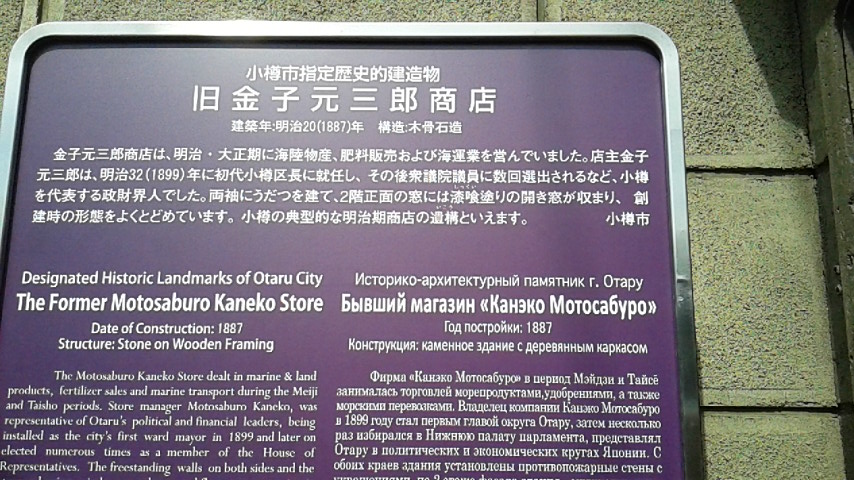 小樽市指定歴史的建造物
旧金子元三郎商店
建築年:明治20(1887)年 構造:木骨石造
金子元三郎商店は、明治・大正期に海陸物産、肥料販売および海運業を営んでいました。店主金子
元三郎は、明治32(1899)年に初代小樽区長に就任し、その後衆議院議員に数回選出されるなど、小樽
を代表する政財界人でした。両袖にうだつを建て、2階正面の窓には漆喰塗りの開き窓が収まり、創
建時の形態をよくとどめています。小樽の典型的な明治期商店の遺構といえます。 小樽市
Designated Historic Landmarks of Otaru City
The Former Motosaburo Kaneko Store
Date of Construction: 1887
Structure: Stone on Wooden Framing
The Motosaburo Kaneko Store dealt in marine & land
products, fertilizer sales and marine transport during the Meiji
and Taisho periods. Store manager Motosaburo Kaneko, was
representative of Otaru's political and financial leaders, being
installed as the city's first ward mayor in 1899 and later on
elected numerous times as a member of the House of
Representatives. The freestanding walls on both sides and the
Историко-архитектурный памятник г. Отару
Бывший магазин «Канэко Мотосабуро»
Год постройки: 1887
Конструкция: каменное здание с деревянным каркасом
Фирма «Канэко Мотосабуро» в период Мэйдзи и Тайсё
занималась торговлей морепродуктами,удобрениями, а также
морскими перевозками. Владелец компании Канэко Мотосабуро
в 1899 году стал первым главой округа Отару, затем несколько
раз избирался в Нижнюю палату парламента, представлял
Отару в политических и экономических кругах Японии. С
обоих краев здания установлены противопожарные стены с